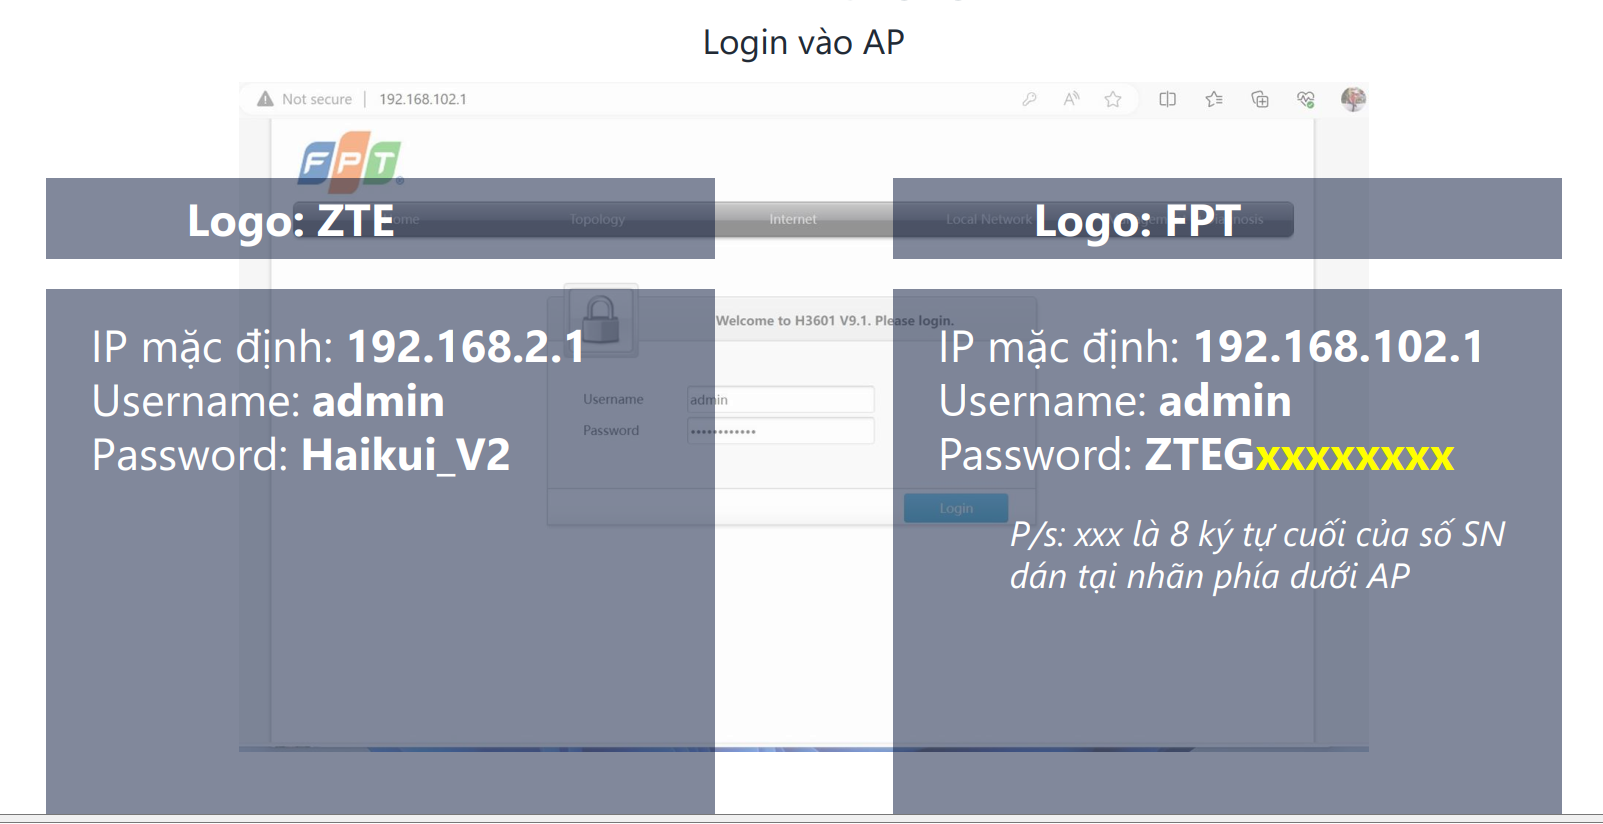 Login vào AP
Not secure | 192.168.102.1
FPT
Topology
Internet
Local Network
Logo: ZTE
Logo: FPT
Welcome to H3601 V9.1. Please login.
IP mặc định: 192.168.2.1
Username: admin
Password: Haikui_V2
Username
admin
Password
Login
IP mặc định: 192.168.102.1
Username: admin
Password: ZTEGxxxxxxxx
P/s: xxx là 8 ký tự cuối của số SN
dán tại nhãn phía dưới AP